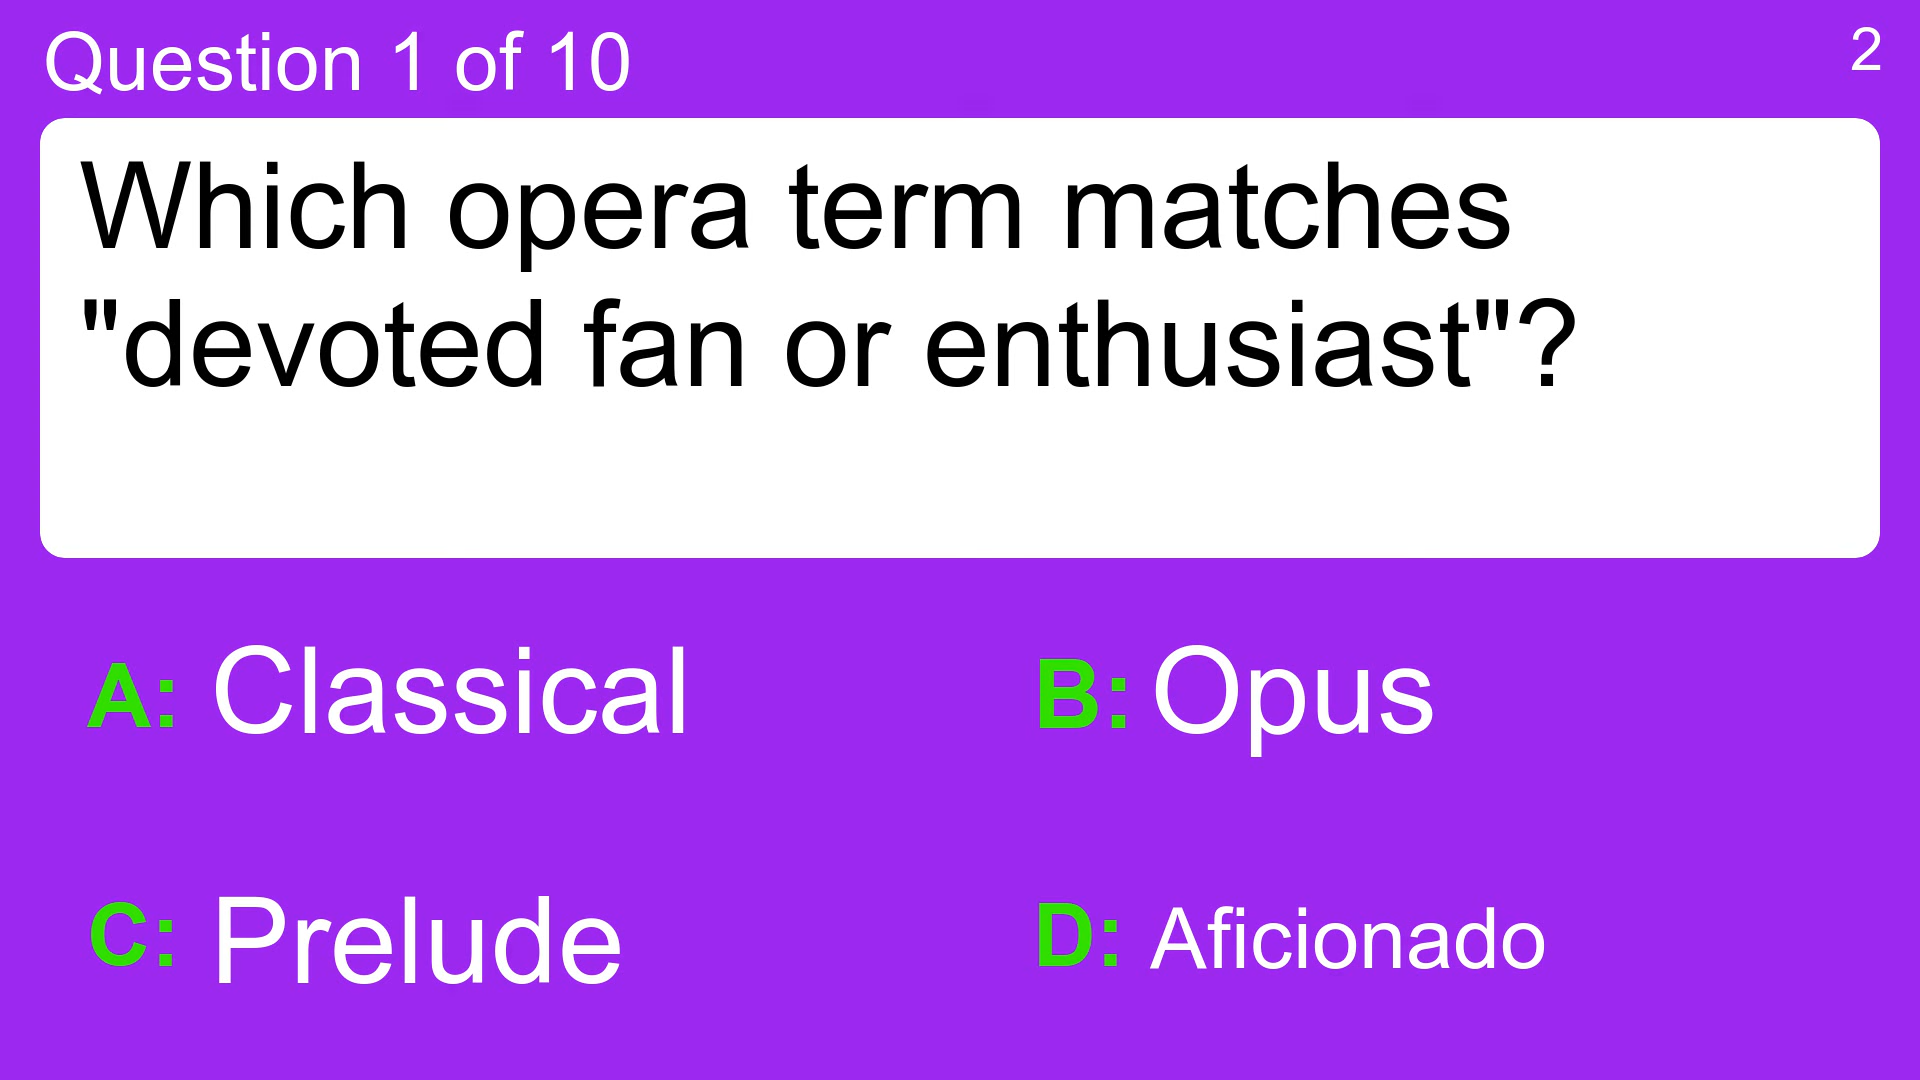 Question 1 of 10
2
Which opera term matches
"devoted fan or enthusiast"?
A: Classical
B: Opus
C: Prelude
D: Aficionado